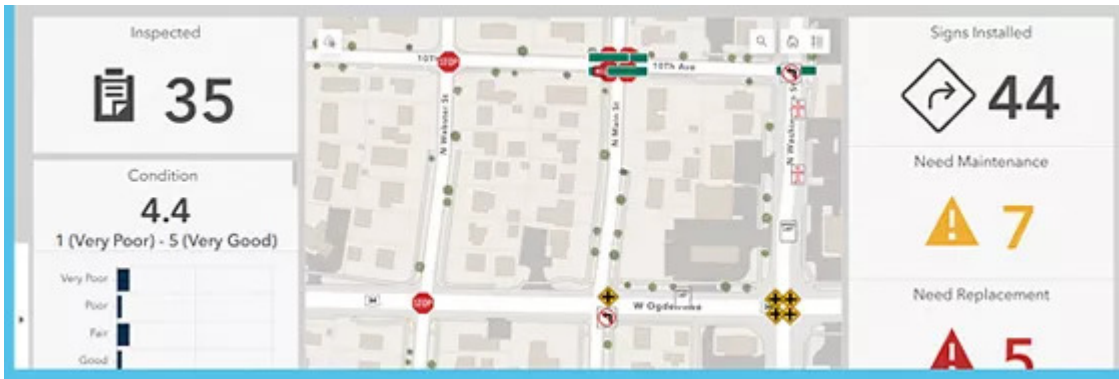 Inspected
35
Condition
4.4
1 (Very Poor) - 5 (Very Good)
Very Poor
Poor
Fair
Good
STOP
10Th Ave
N Webster St
N Main St
STOP
W Ogden
Signs Installed
44
Need Maintenance
7
Need Replacement
5